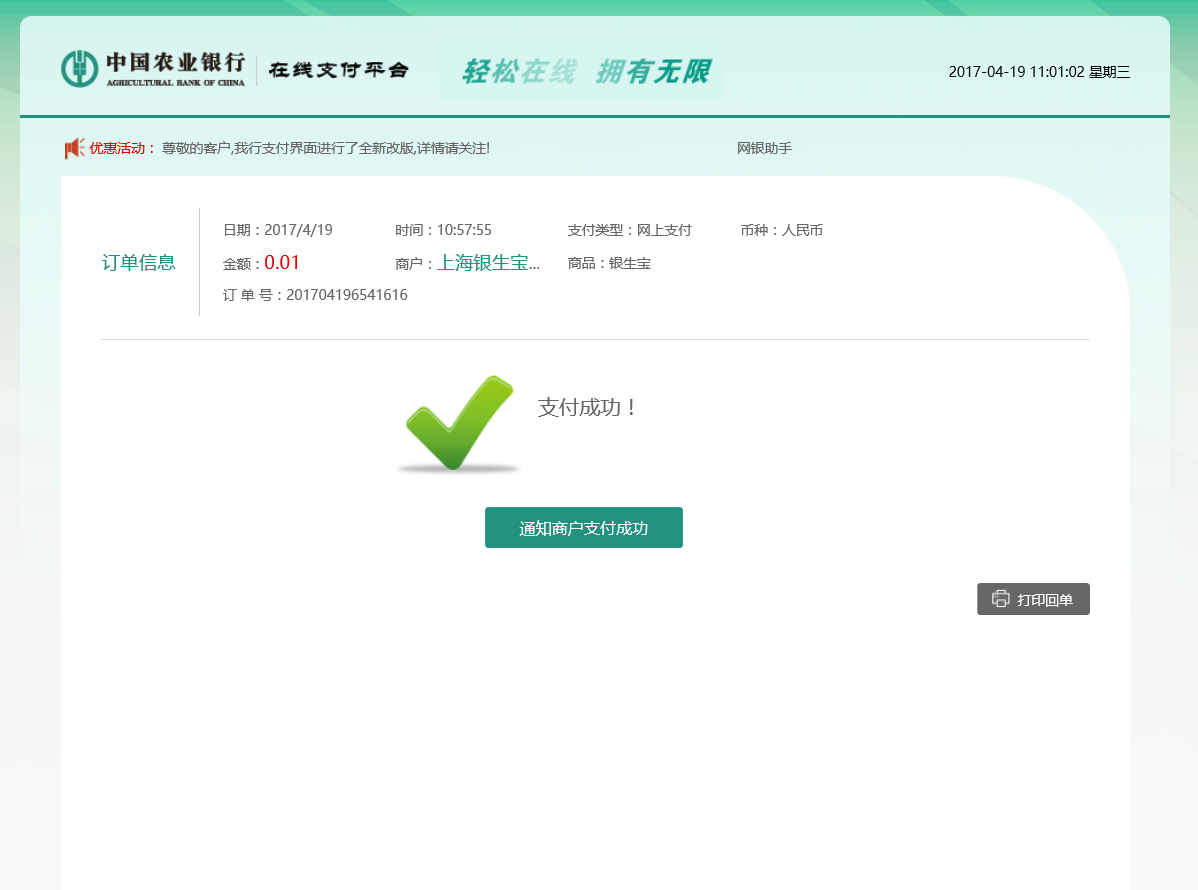 中国农业银行 在线支付平台
AGRICULTURAL BANK OF CHINA
轻松在线 拥有无限
2017-04-19 11:01:02 星期三
优惠活动： 尊敬的客户,我行支付界面进行了全新改版,详情请关注!
网银助手
订单信息
日期：2017/4/19 时间：10:57:55 支付类型：网上支付 币种：人民币
金额：0.01 商户：上海银生宝... 商品：银生宝
订 单 号：201704196541616
支付成功！
通知商户支付成功
打印回单